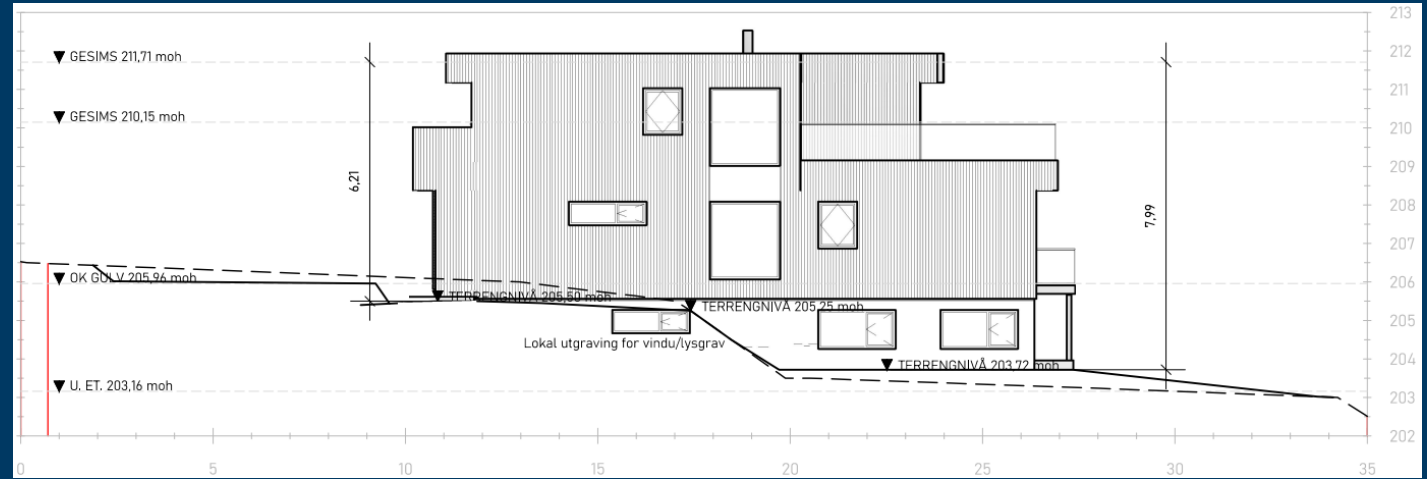 213
GESIMS 211,71 moh
212
211
GESIMS 210,15 moh
210
209
6,21
208
7,99
207
OK GULV 205,96 moh
206
TERRENGNIVÅ 205,50 moh
TERRENGNIVÅ 205,25 moh
205
Lokal utgraving for vindu/lysgrav
204
TERRENGNIVÅ 203,72 moh
U. ET. 203,16 moh
203
202
0 5 10 15 20 25 30 35